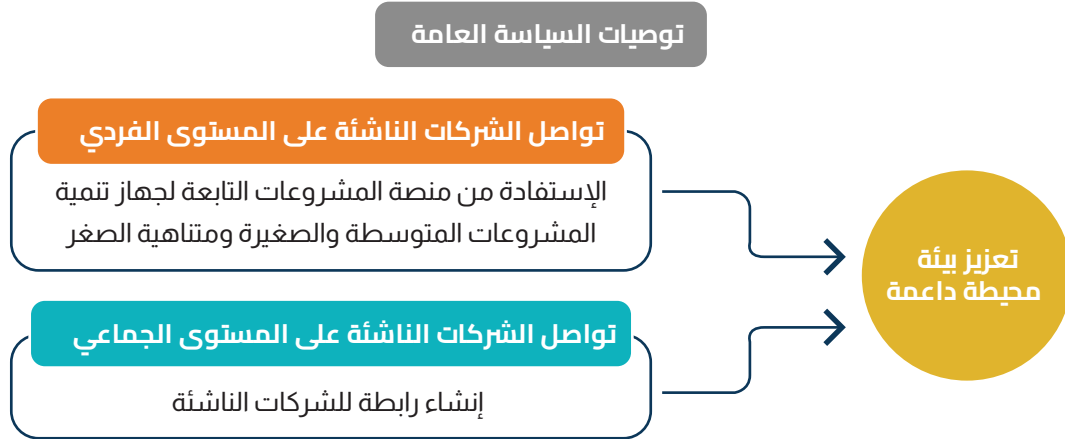 توصيات السياسة العامة
تواصل الشركات الناشئة على المستوى الفردي
الإستفادة من منصة المشروعات التابعة لجهاز تنمية
المشروعات المتوسطة والصغيرة ومتناهية الصغر
تواصل الشركات الناشئة على المستوى الجماعي
إنشاء رابطة للشركات الناشئة
تعزيز بيئة
محيطة داعمة